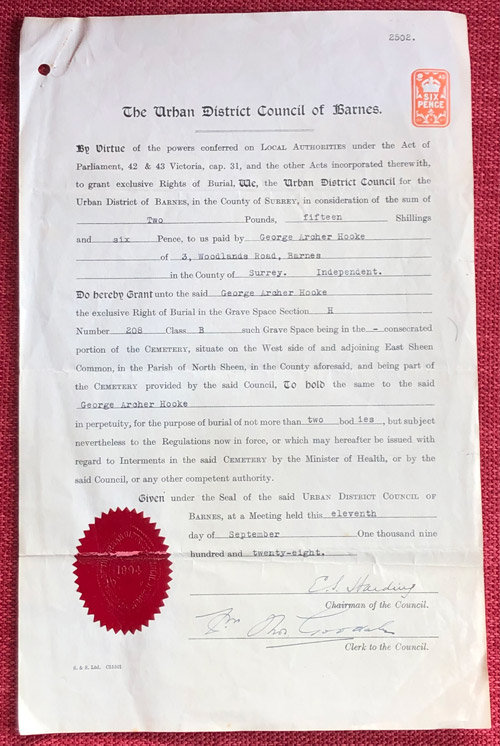 2502.
SIX
PENCE
The Urban District Council of Barnes.
By Virtue of the powers conferred on LOCAL AUTHORITIES under the Act of
Parliament, 42 & 43 Victoria, cap. 31, and the other Acts incorporated therewith,
to grant exclusive Rights of Burial, We, the Urban District Council for the
Urban District of BARNES, in the County of SURREY, in consideration of the sum of
Two Pounds, fifteen Shillings
and six Pence, to us paid by George Archer Hooke
of 3, Woodlands Road, Barnes
in the County of Surrey. Independent.
Do hereby Grant unto the said George Archer Hooke
the exclusive Right of Burial in the Grave Space Section H
Number 208 Class B such Grave Space being in the - consecrated
portion of the CEMETERY, situate on the West side of and adjoining East Sheen
Common, in the Parish of North Sheen, in the County aforesaid, and being part of
the CEMETERY provided by the said Council, To hold the same to the said
George Archer Hooke
in perpetuity, for the purpose of burial of not more than two bodies, but subject
nevertheless to the Regulations now in force, or which may hereafter be issued with
regard to Interments in the said CEMETERY by the Minister of Health, or by the
said Council, or any other competent authority.
Given under the Seal of the said URBAN DISTRICT COUNCIL OF
BARNES, at a Meeting held this eleventh
day of September One thousand nine
hundred and twenty-eight.
1894
Chairman of the Council.
Clerk to the Council.